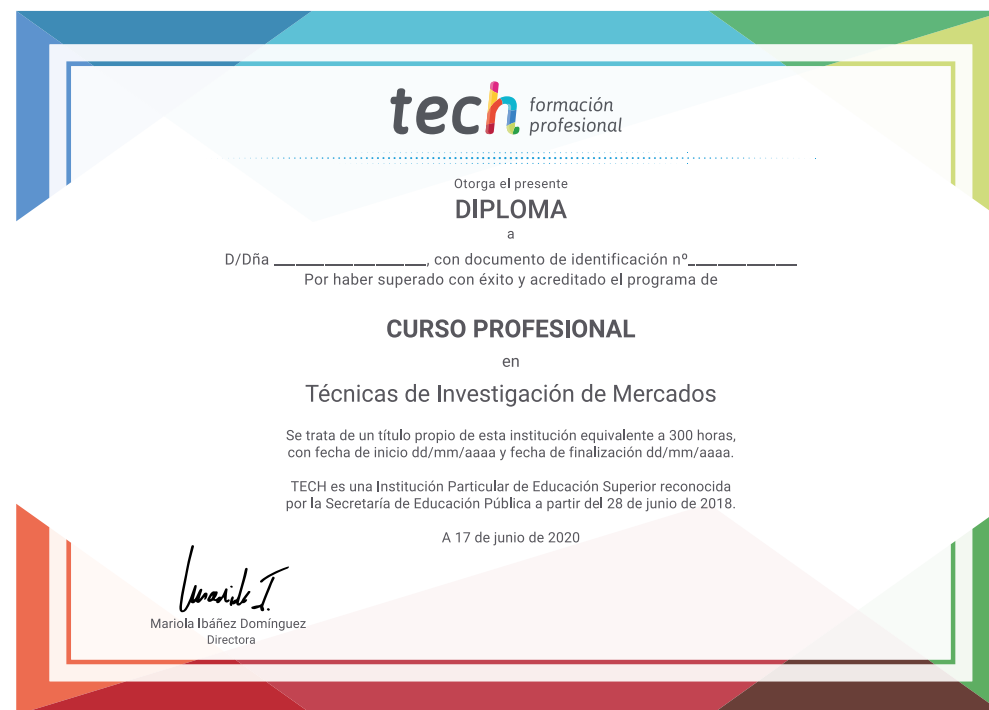 tech formación
profesional
Otorga el presente
DIPLOMA
a
D/Dña ______________, con documento de identificación nº__________
Por haber superado con éxito y acreditado el programa de
CURSO PROFESIONAL
en
Técnicas de Investigación de Mercados
Se trata de un título propio de esta institución equivalente a 300 horas,
con fecha de inicio dd/mm/aaaa y fecha de finalización dd/mm/aaaa.
TECH es una Institución Particular de Educación Superior reconocida
por la Secretaría de Educación Pública a partir del 28 de junio de 2018.
A 17 de junio de 2020
Mariola Ibáñez Domínguez
Directora